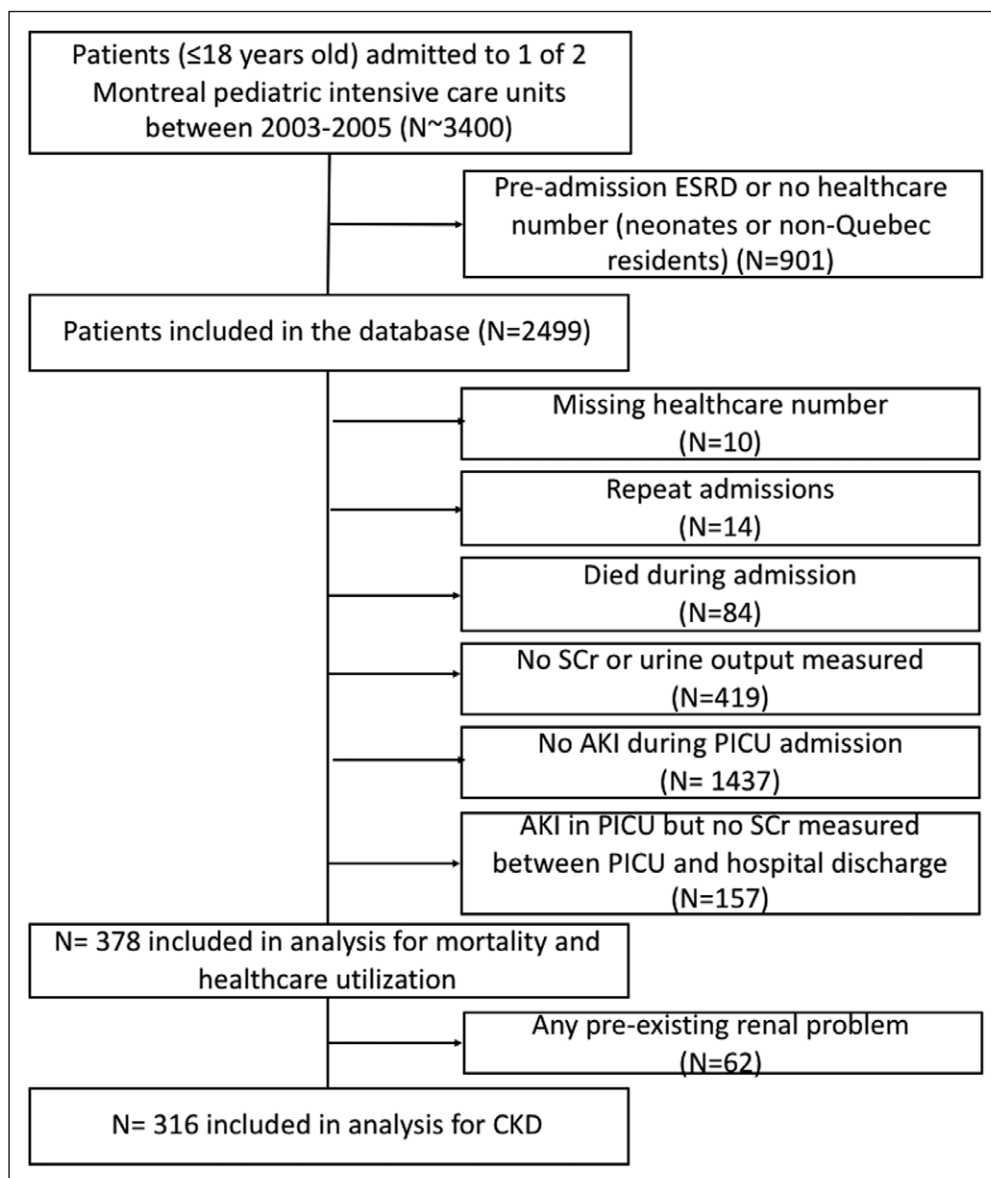 Patients (≤18 years old) admitted to 1 of 2
Montreal pediatric intensive care units
between 2003-2005 (N~3400)
Pre-admission ESRD or no healthcare
number (neonates or non-Quebec
residents) (N=901)
Patients included in the database (N=2499)
Missing healthcare number
(N=10)
Repeat admissions
(N=14)
Died during admission
(N=84)
No SCr or urine output measured
(N=419)
No AKI during PICU admission
(N= 1437)
AKI in PICU but no SCr measured
between PICU and hospital discharge
(N=157)
N= 378 included in analysis for mortality and
healthcare utilization
Any pre-existing renal problem
(N=62)
N= 316 included in analysis for CKD